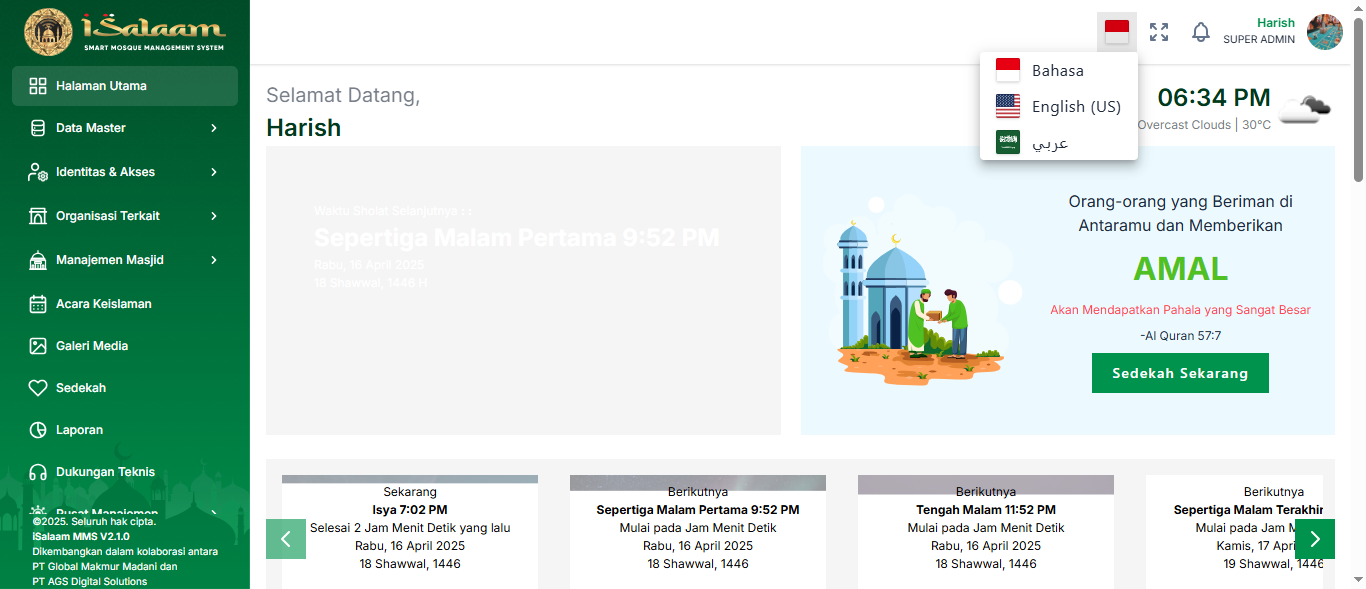 iSalaam
SMART MOSQUE MANAGEMENT SYSTEM
Halaman Utama
Data Master
Identitas & Akses
Organisasi Terkait
Manajemen Masjid
Acara Keislaman
Galeri Media
Sedekah
Laporan
Dukungan Teknis
Pusat Manajemen
©2025. Seluruh hak cipta.
iSalaam MMS V2.1.0
Dikembangkan dalam kolaborasi antara
PT Global Makmur Madani dan
PT AGS Digital Solutions
Harish
SUPER ADMIN
Bahasa
English (US)
عربي
Selamat Datang,
Harish
06:34 PM
Overcast Clouds | 30°C
Waktu Sholat Selanjutnya : :
Sepertiga Malam Pertama 9:52 PM
Rabu, 16 April 2025
18 Shawwal, 1446 H
Orang-orang yang Beriman di
Antaramu dan Memberikan
AMAL
Akan Mendapatkan Pahala yang Sangat Besar
-Al Quran 57:7
Sedekah Sekarang
Sekarang
Isya 7:02 PM
Selesai 2 Jam Menit Detik yang lalu
Rabu, 16 April 2025
18 Shawwal, 1446
Berikutnya
Sepertiga Malam Pertama 9:52 PM
Mulai pada Jam Menit Detik
Rabu, 16 April 2025
18 Shawwal, 1446
Berikutnya
Tengah Malam 11:52 PM
Mulai pada Jam Menit Detik
Rabu, 16 April 2025
18 Shawwal, 1446
Berikutnya
Sepertiga Malam Terakhir
Mulai pada Jam M
Kamis, 17 Apri
19 Shawwal, 1446